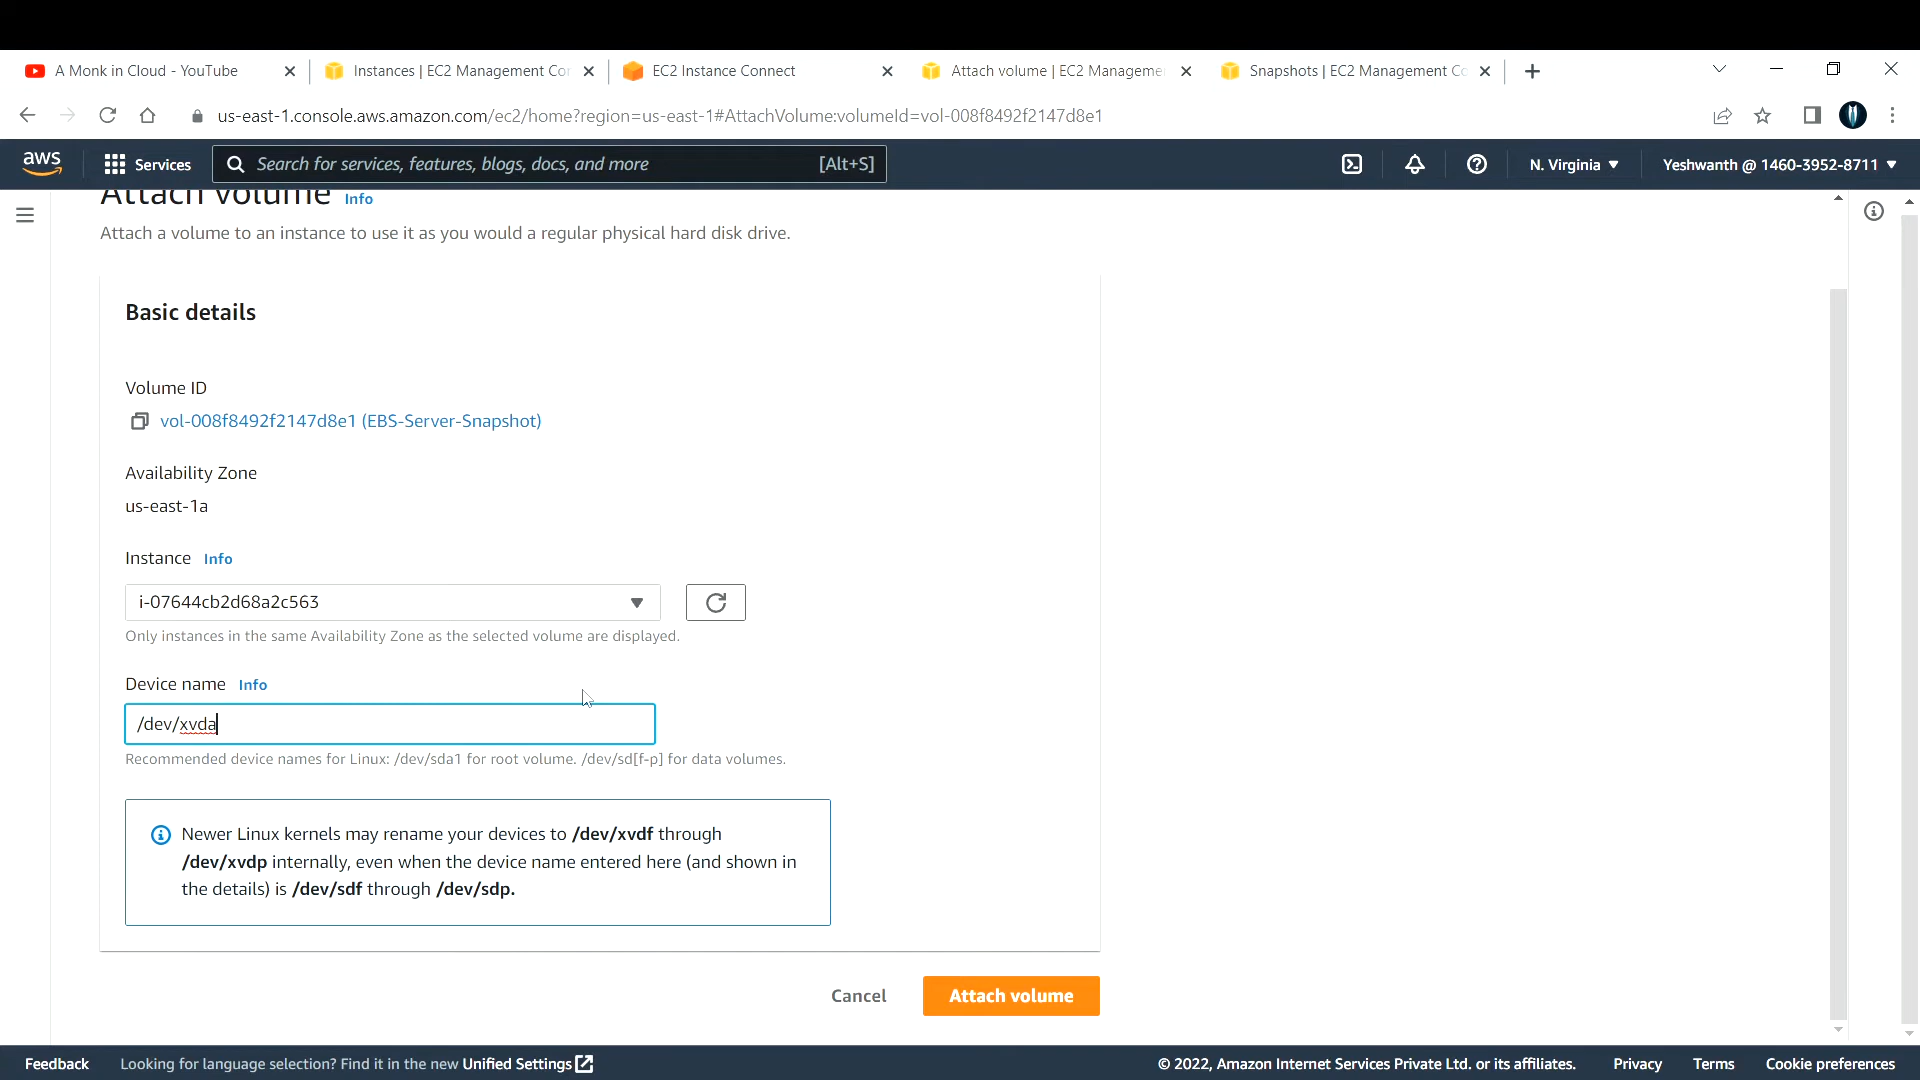 A Monk in Cloud - YouTube
Instances | EC2 Management Co
EC2 Instance Connect
Attach volume | EC2 Manageme
Snapshots | EC2 Management Co
us-east-1.console.aws.amazon.com/ec2/home?region=us-east-1#AttachVolume:volumeId=vol-008f8492f2147d8e1
aws
Services
Search for services, features, blogs, docs, and more
[Alt+S]
N. Virginia
Yeshwanth @ 1460-3952-8711
Attach volume Info
Attach a volume to an instance to use it as you would a regular physical hard disk drive.
Basic details
Volume ID
vol-008f8492f2147d8e1 (EBS-Server-Snapshot)
Availability Zone
us-east-1a
Instance Info
i-07644cb2d68a2c563
Only instances in the same Availability Zone as the selected volume are displayed.
Device name Info
/dev/xvda
Recommended device names for Linux: /dev/sda1 for root volume. /dev/sd[f-p] for data volumes.
Newer Linux kernels may rename your devices to /dev/xvdf through
/dev/xvdp internally, even when the device name entered here (and shown in
the details) is /dev/sdf through /dev/sdp.
Cancel
Attach volume
Feedback
Looking for language selection? Find it in the new Unified Settings
© 2022, Amazon Internet Services Private Ltd. or its affiliates.
Privacy
Terms
Cookie preferences